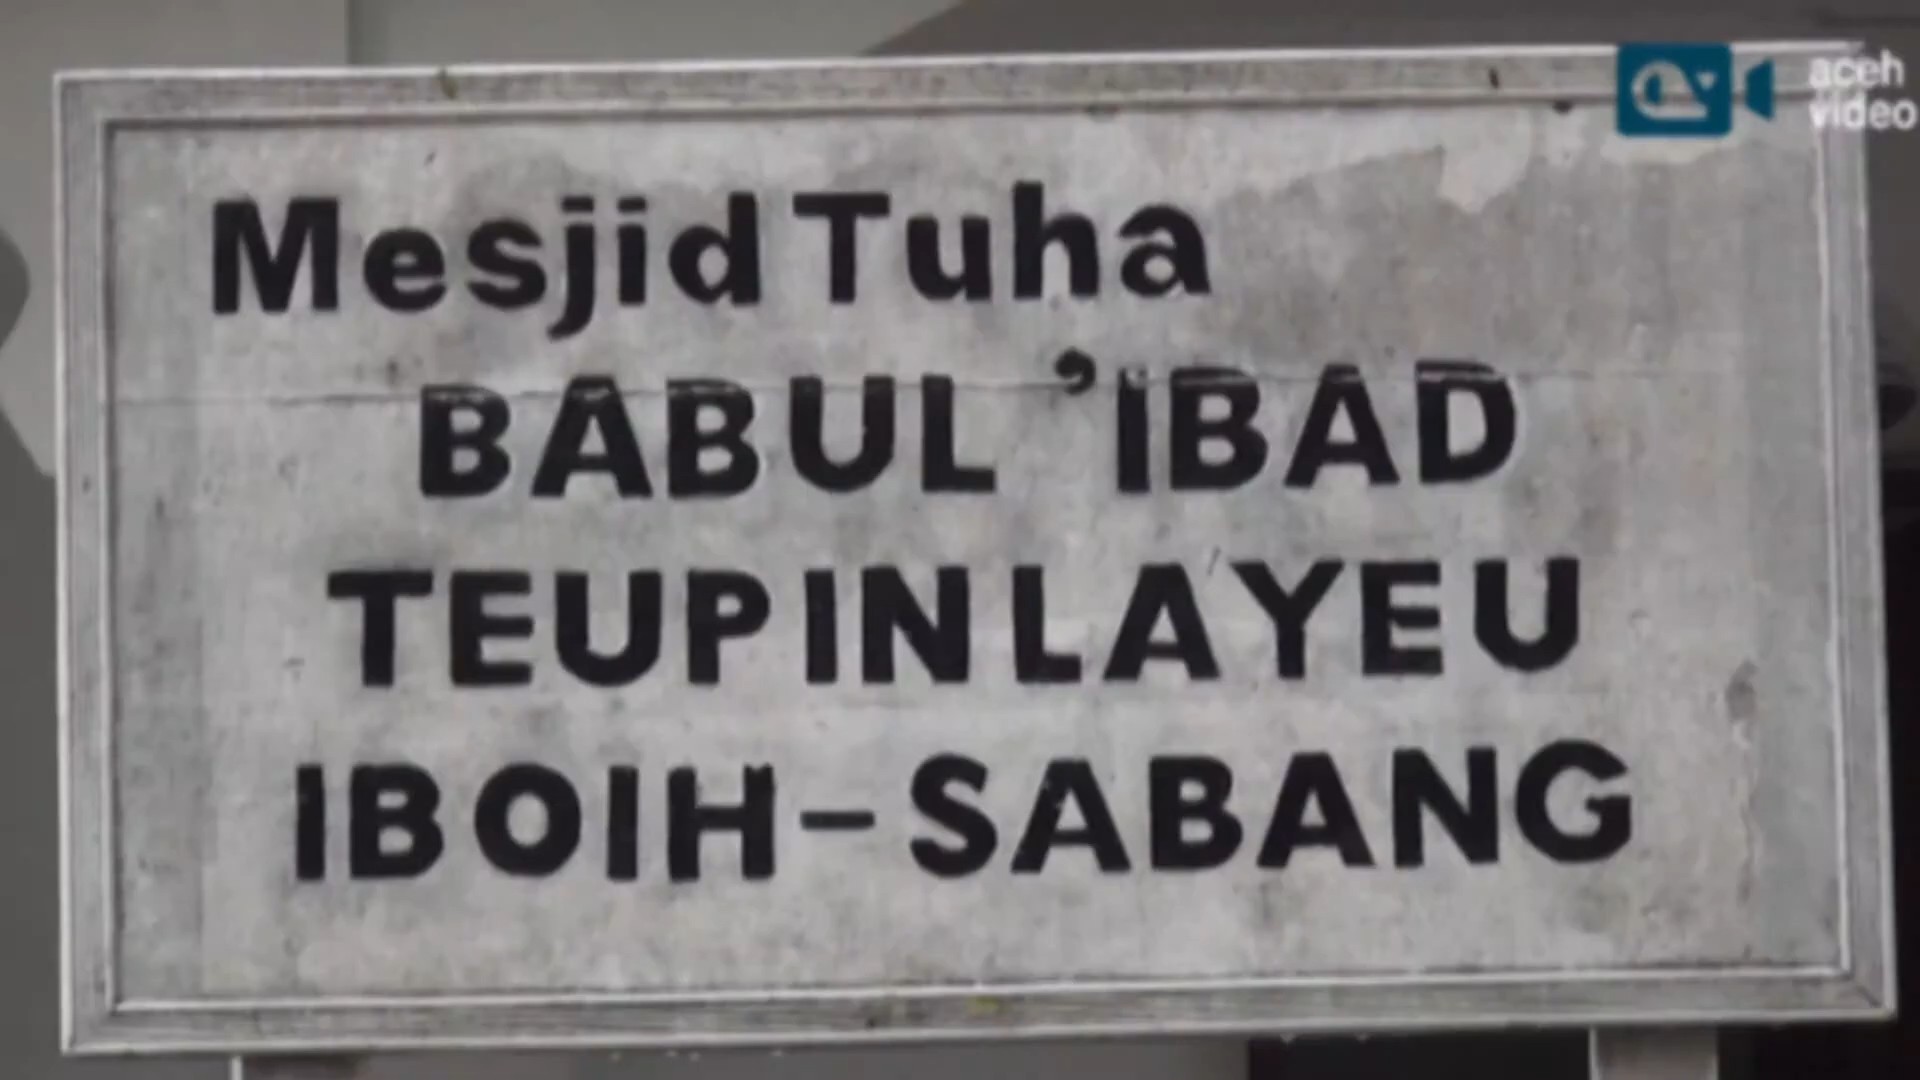 aceh
video
Mesjid Tuha
BABUL 'IBAD
TEUPIN LAYEU
IBOIH-SABANG